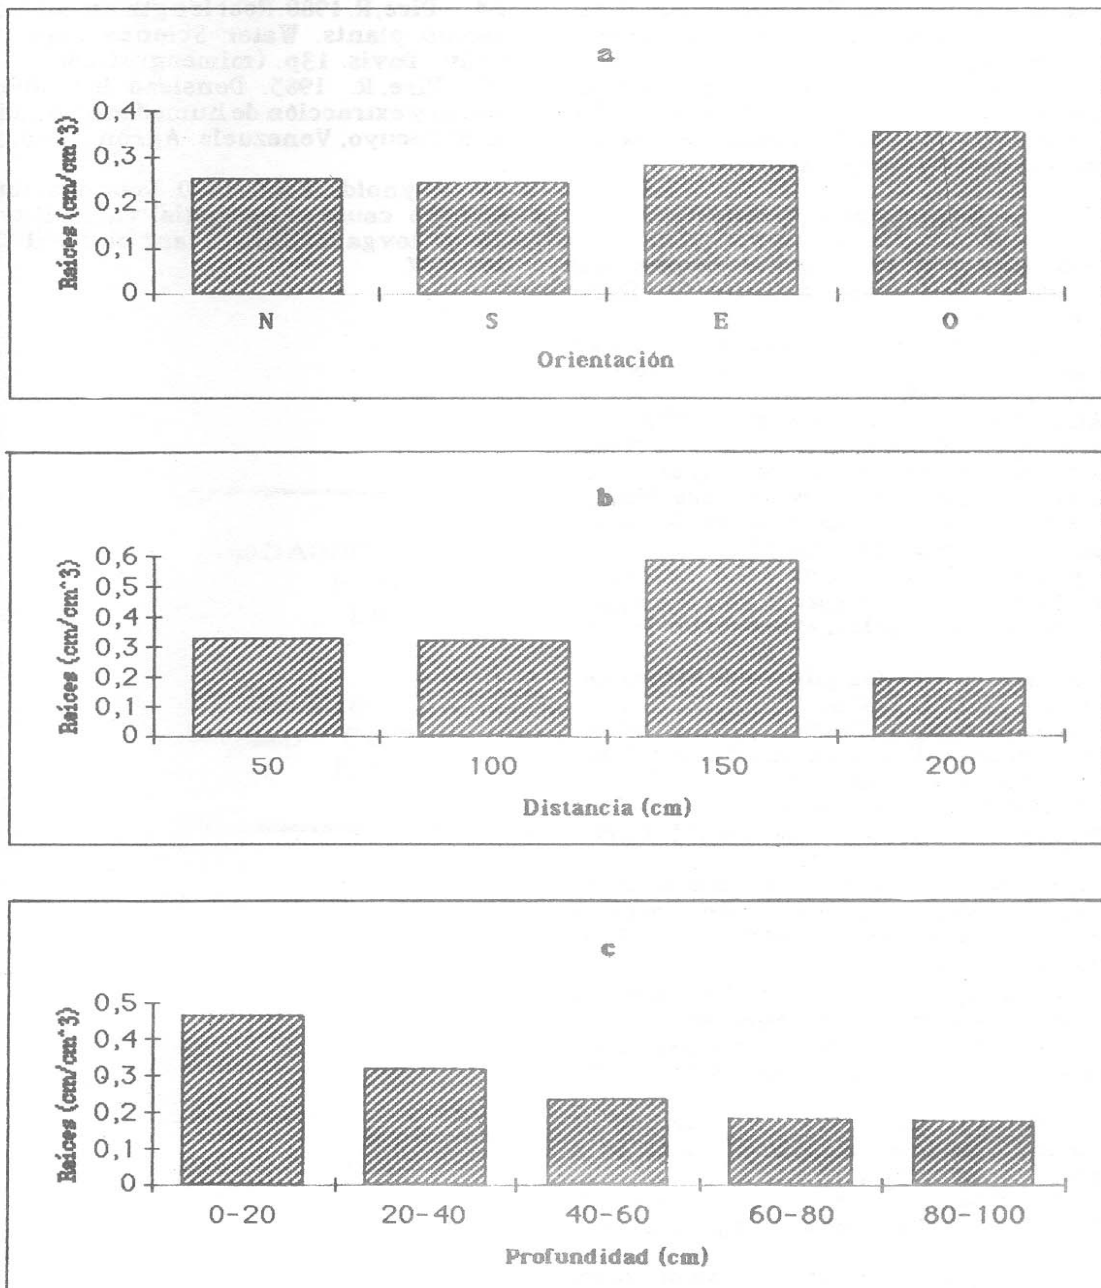 a
Raíces (cm/cm^3)
0,4
0,3
0,2
0,1
0
N S E O
Orientación
b
Raíces (cm/cm^3)
0,6
0,5
0,4
0,3
0,2
0,1
0
50 100 150 200
Distancia (cm)
c
Raíces (cm/cm^3)
0,5
0,4
0,3
0,2
0,1
0
0-20 20-40 40-60 60-80 80-100
Profundidad (cm)